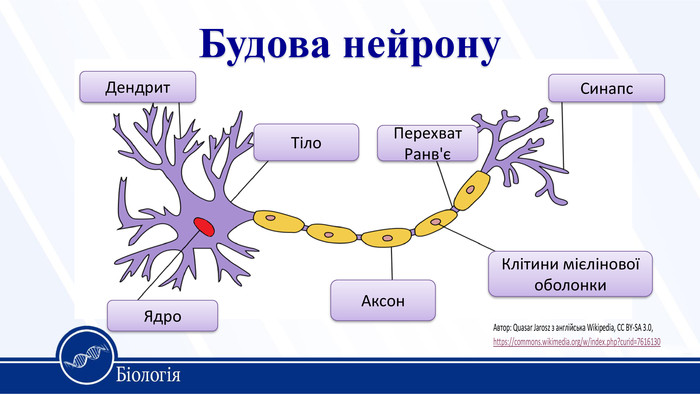 Будова нейрону
Дендрит
Синапс
Тіло
Перехват
Ранв'є
Клітини мієлінової
оболонки
Аксон
Ядро
Автор: Quasar Jarosz з англійська Wikipedia, CC BY-SA 3.0,
https://commons.wikimedia.org/w/index.php?curid=7616130
Біологія